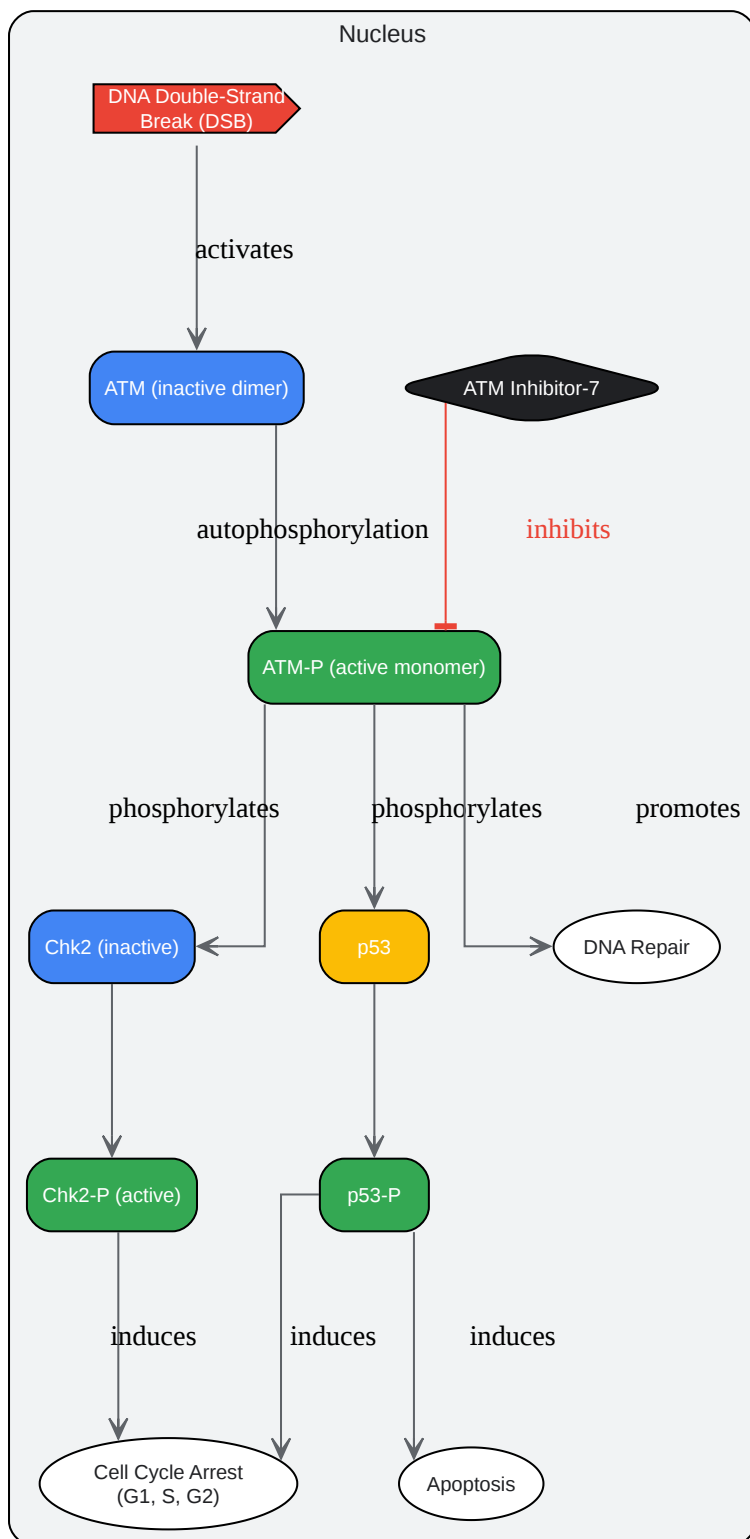 Nucleus
DNA Double-Strand
Break (DSB)
activates
ATM (inactive dimer)
ATM Inhibitor-7
autophosphorylation
inhibits
ATM-P (active monomer)
phosphorylates
phosphorylates
promotes
Chk2 (inactive)
p53
DNA Repair
Chk2-P (active)
p53-P
induces
induces
induces
Cell Cycle Arrest
(G1, S, G2)
Apoptosis